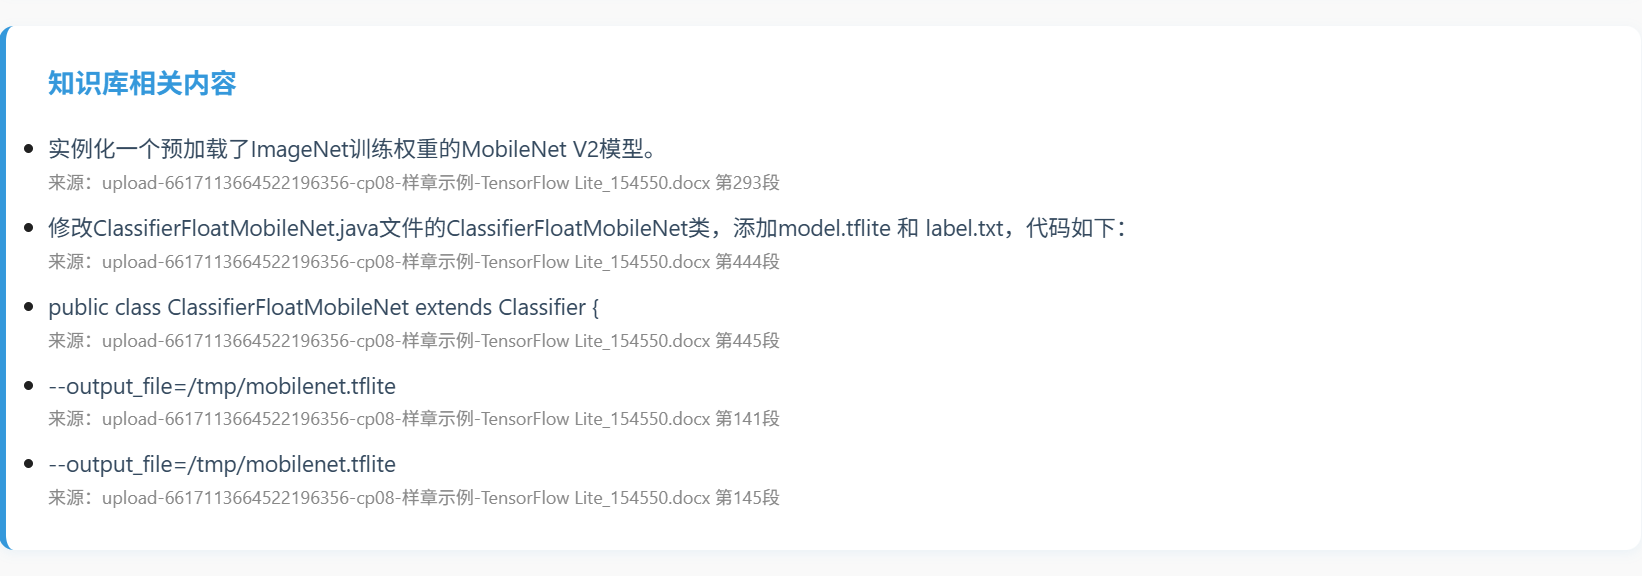 知识库相关内容
实例化一个预加载了ImageNet训练权重的MobileNet V2模型。
来源：upload-6617113664522196356-cp08-样章示例-TensorFlow Lite_154550.docx 第293段
修改ClassifierFloatMobileNet.java文件的ClassifierFloatMobileNet类，添加model.tflite 和 label.txt，代码如下：
来源：upload-6617113664522196356-cp08-样章示例-TensorFlow Lite_154550.docx 第444段
public class ClassifierFloatMobileNet extends Classifier {
来源：upload-6617113664522196356-cp08-样章示例-TensorFlow Lite_154550.docx 第445段
--output_file=/tmp/mobilenet.tflite
来源：upload-6617113664522196356-cp08-样章示例-TensorFlow Lite_154550.docx 第141段
--output_file=/tmp/mobilenet.tflite
来源：upload-6617113664522196356-cp08-样章示例-TensorFlow Lite_154550.docx 第145段